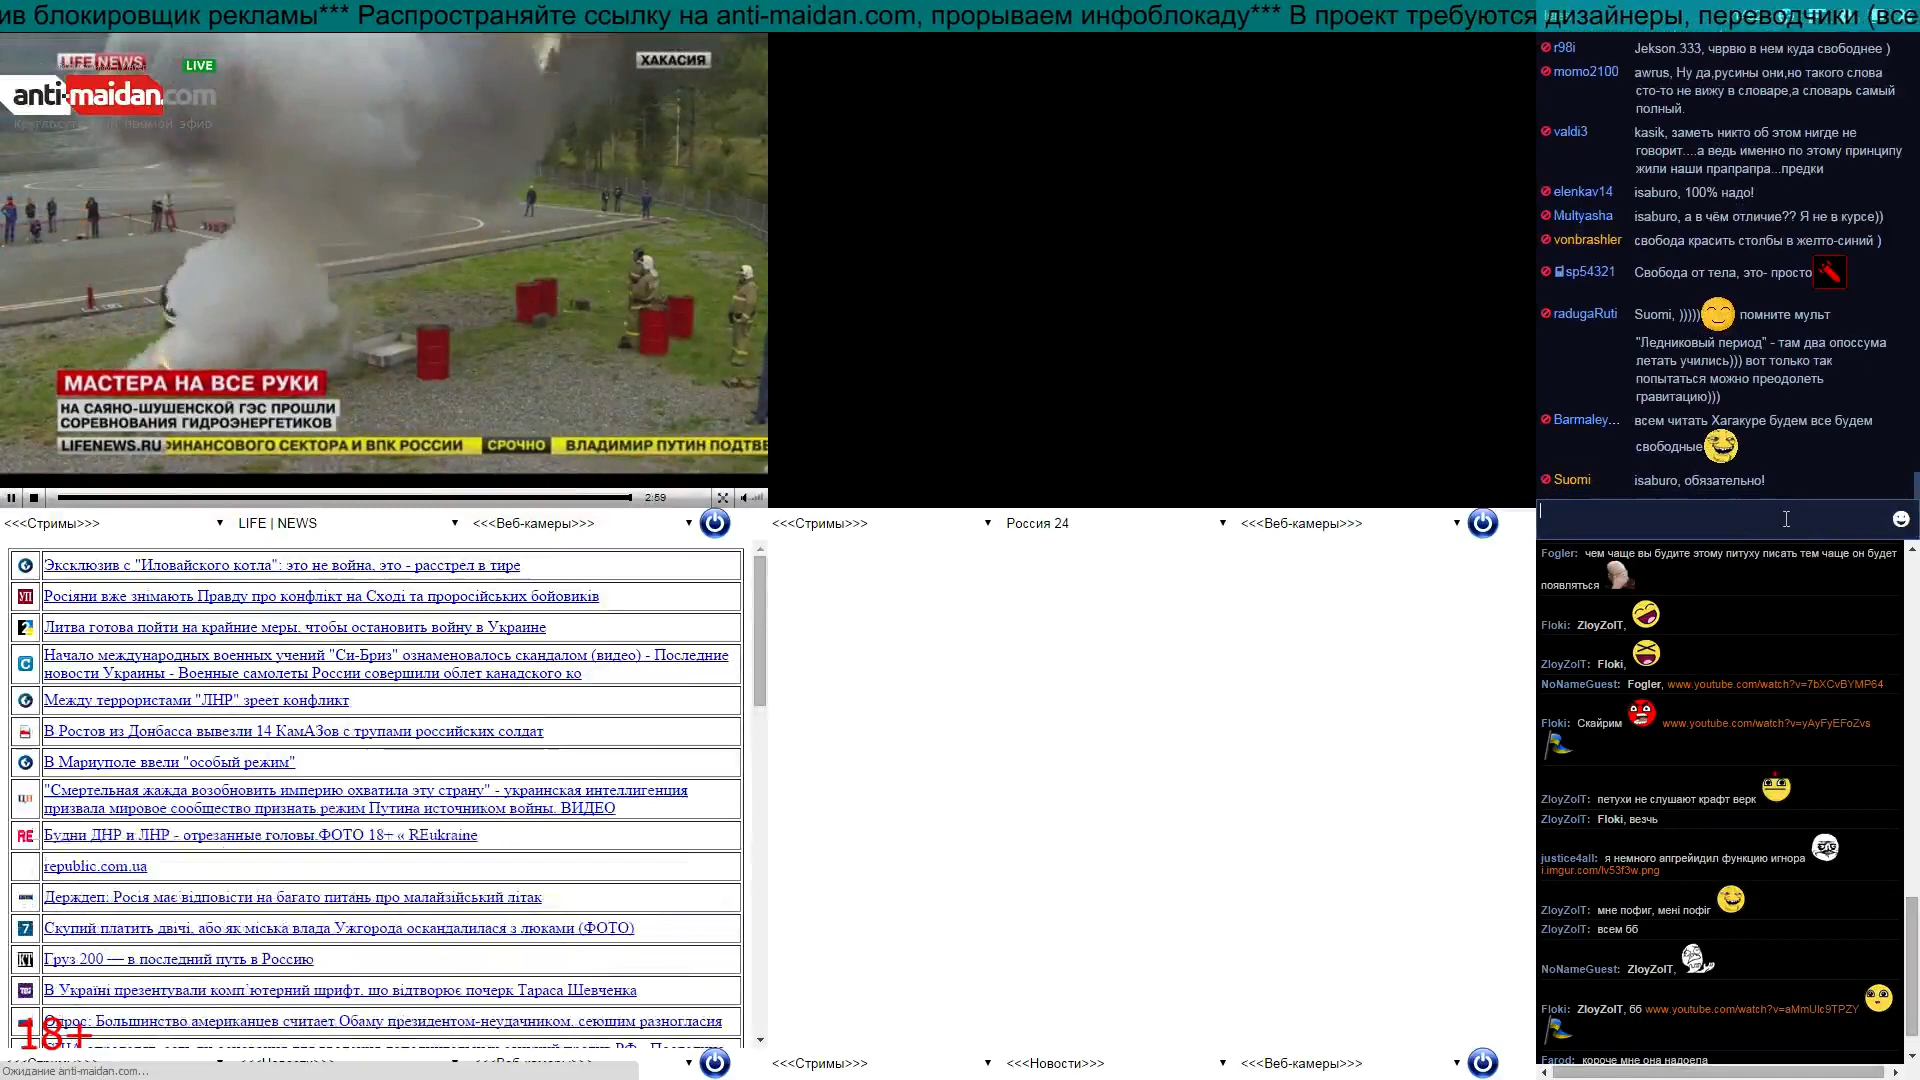 ив блокировщик рекламы*** Распространяйте ссылку на anti-maidan.com, прорываем инфоблокаду*** В проект требуются дизайнеры, переводчики (все
LIFE NEWS
LIVE
ХАКАСИЯ
anti-maidan.com
МАСТЕРА НА ВСЕ РУКИ
НА САЯНО-ШУШЕНСКОЙ ГЭС ПРОШЛИ
СОРЕВНОВАНИЯ ГИДРОЭНЕРГЕТИКОВ
LIFENEWS.RU ФИНАНСОВОГО СЕКТОРА И ВПК РОССИИ СРОЧНО ВЛАДИМИР ПУТИН ПОДТВЕ
2:59
<<<Стримы>>> LIFE | NEWS <<<Веб-камеры>>>
<<<Стримы>>> Россия 24 <<<Веб-камеры>>>
Эксклюзив с "Иловайского котла": это не война, это - расстрел в тире
Росіяни вже знімають Правду про конфлікт на Сході та проросійських бойовиків
Литва готова пойти на крайние меры, чтобы остановить войну в Украине
Начало международных военных учений "Си-Бриз" ознаменовалось скандалом (видео) - Последние
новости Украины - Военные самолеты России совершили облет канадского ко
Между террористами "ЛНР" зреет конфликт
В Ростов из Донбасса вывезли 14 КамАЗов с трупами российских солдат
В Мариуполе ввели "особый режим"
"Смертельная жажда возобновить империю охватила эту страну" - украинская интеллигенция
призвала мировое сообщество признать режим Путина источником войны. ВИДЕО
Будни ДНР и ЛНР - отрезанные головы.ФОТО 18+ « REukraine
republic.com.ua
Держдеп: Росія має відповісти на багато питань про малайзійський літак
Скупий платить двічі, або як міська влада Ужгорода оскандалилася з люками (ФОТО)
Груз 200 — в последний путь в Россию
В Україні презентували комп'ютерний шрифт, що відтворює почерк Тараса Шевченка
Опрос: Большинство американцев считает Обаму президентом-неудачником, сеющим разногласия
18+
Ожидание anti-maidan.com...
<<<Стримы>>> <<<Новости>>> <<<Веб-камеры>>>
r98i Jekson.333, чврвю в нем куда свободнее )
momo2100 awrus, Ну да,русины они,но такого слова
сто-то не вижу в словаре,а словарь самый
полный.
valdi3 kasik, заметь никто об этом нигде не
говорит....а ведь именно по этому принципу
жили наши прапрапра...предки
elenkav14 isaburo, 100% надо!
Multyasha isaburo, а в чём отличие?? Я не в курсе))
vonbrashler свобода красить столбы в желто-синий )
sp54321 Свобода от тела, это- просто
radugaRuti Suomi, ))))) помните мульт
"Ледниковый период" - там два опоссума
летать учились))) вот только так
попытаться можно преодолеть
гравитацию)))
Barmaley... всем читать Хагакуре будем все будем
свободные
Suomi isaburo, обязательно!
Fogler: чем чаще вы будите этому питуху писать тем чаще он будет
появляться
Floki: ZloyZolT,
ZloyZolT: Floki,
NoNameGuest: Fogler, www.youtube.com/watch?v=7bXCvBYMP64
Floki: Скайрим www.youtube.com/watch?v=yAyFyEFoZvs
ZloyZolT: петухи не слушают крафт верк
ZloyZolT: Floki, везчь
justice4all: я немного апгрейидил функцию игнора
i.imgur.com/lv53f3w.png
ZloyZolT: мне пофиг, мені пофіг
ZloyZolT: всем бб
NoNameGuest: ZloyZolT,
Floki: ZloyZolT, бб www.youtube.com/watch?v=aMmUlc9TPZY
Farod: короче мне она надоела